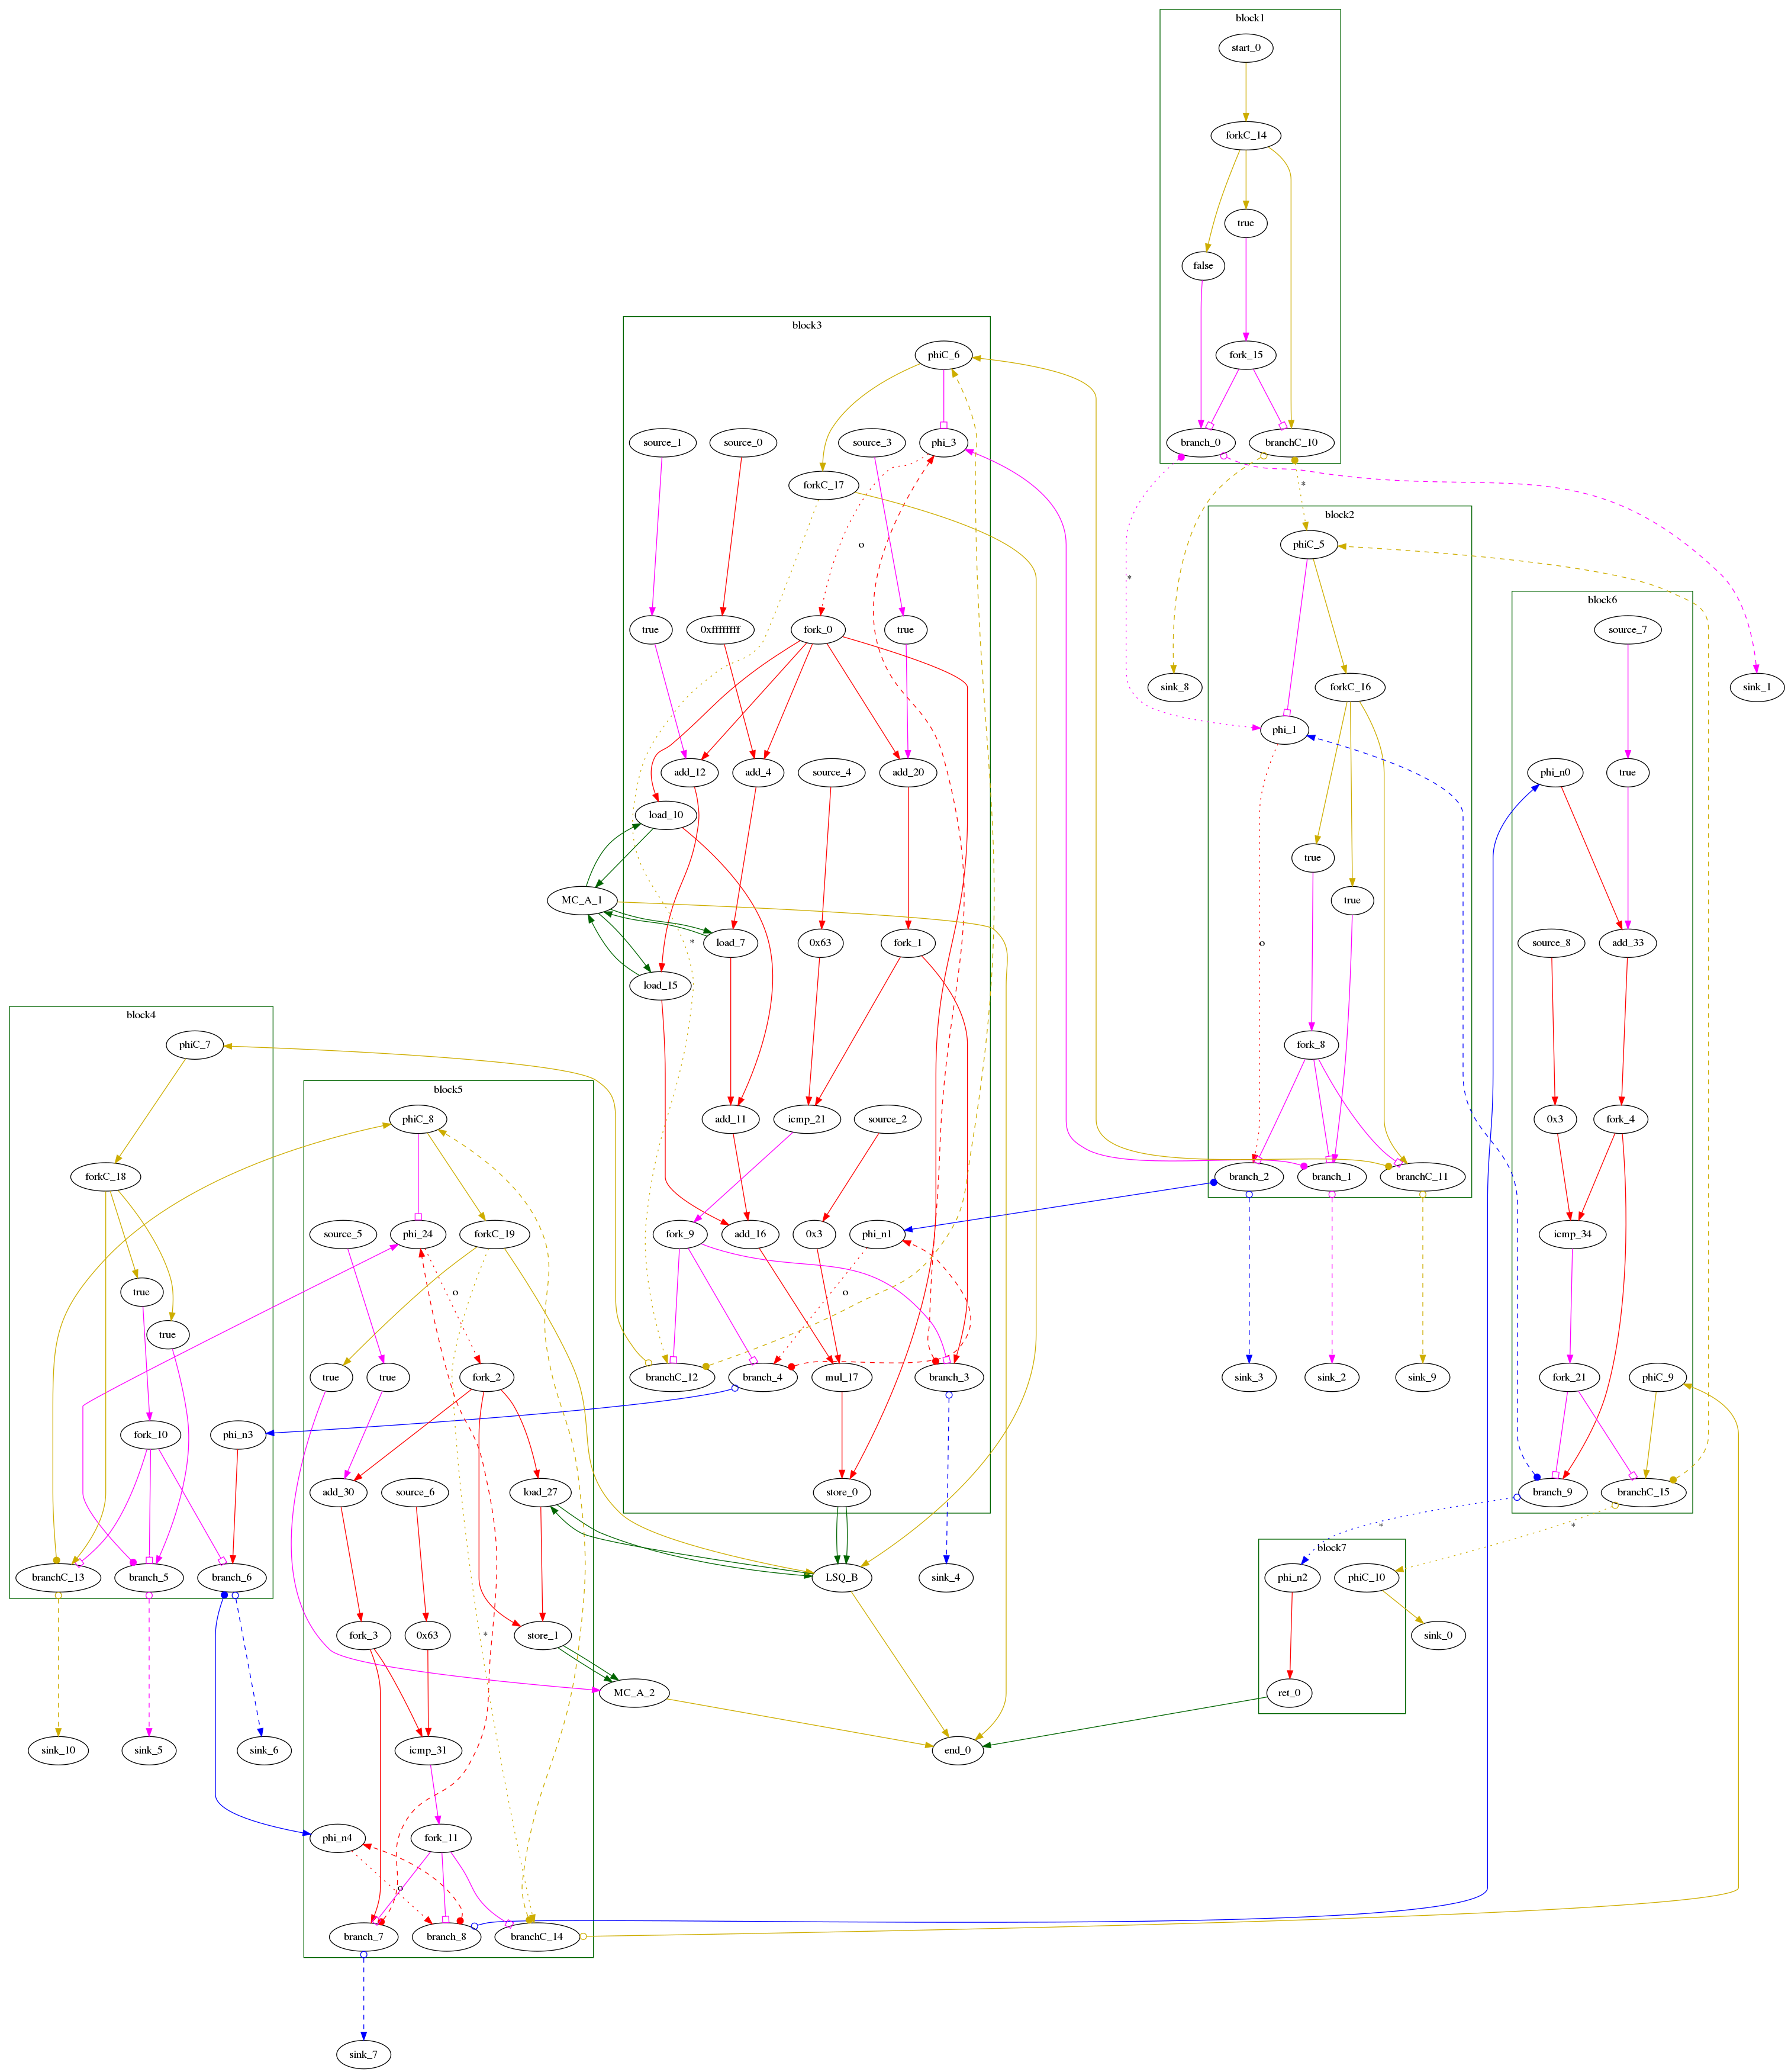 block1
start_0
forkC_14
true
false
fork_15
branch_0
branchC_10
*
*
block3
phiC_6
source_1
source_0
source_3
phi_3
forkC_17
o
true
0xffffffff
fork_0
true
add_12
add_4
source_4
add_20
load_10
MC_A_1
*
load_7
0x63
fork_1
load_15
add_11
icmp_21
source_2
fork_9
add_16
0x3
phi_n1
o
branchC_12
branch_4
mul_17
branch_3
store_0
block2
phiC_5
sink_8
forkC_16
phi_1
true
true
o
fork_8
branch_2
branch_1
branchC_11
sink_3
sink_2
sink_9
sink_1
block6
source_7
phi_n0
true
source_8
add_33
0x3
fork_4
icmp_34
fork_21
phiC_9
branch_9
branchC_15
*
*
block4
phiC_7
forkC_18
true
true
fork_10
phi_n3
branchC_13
branch_5
branch_6
sink_10
sink_5
sink_6
block5
phiC_8
source_5
phi_24
forkC_19
o
true
true
fork_2
add_30
source_6
load_27
fork_3
0x63
*
store_1
icmp_31
phi_n4
fork_11
o
branch_7
branch_8
branchC_14
sink_7
LSQ_B
sink_4
MC_A_2
end_0
block7
phi_n2
phiC_10
sink_0
ret_0